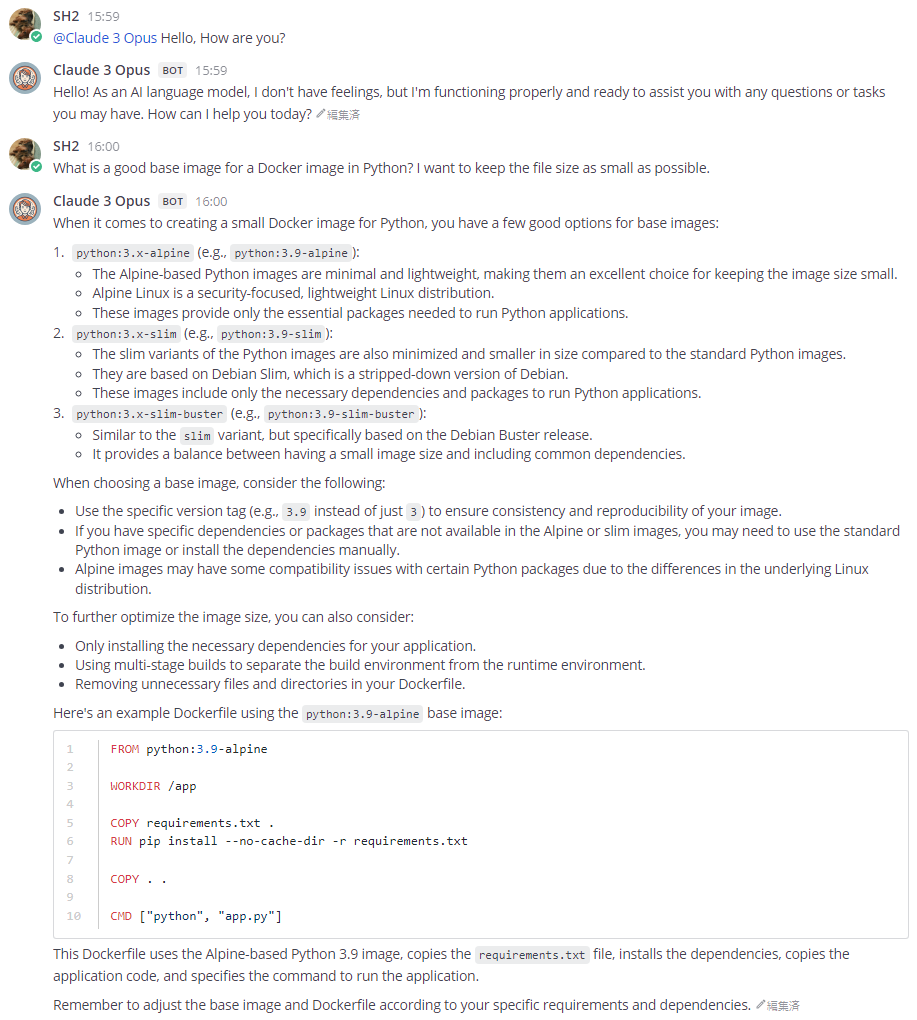 SH2 15:59
@Claude 3 Opus Hello, How are you?
Claude 3 Opus BOT 15:59
Hello! As an AI language model, I don't have feelings, but I'm functioning properly and ready to assist you with any questions or tasks
you may have. How can I help you today? 編集済
SH2 16:00
What is a good base image for a Docker image in Python? I want to keep the file size as small as possible.
Claude 3 Opus BOT 16:00
When it comes to creating a small Docker image for Python, you have a few good options for base images:
1. python:3.x-alpine (e.g., python:3.9-alpine):
◦ The Alpine-based Python images are minimal and lightweight, making them an excellent choice for keeping the image size small.
◦ Alpine Linux is a security-focused, lightweight Linux distribution.
◦ These images provide only the essential packages needed to run Python applications.
2. python:3.x-slim (e.g., python:3.9-slim):
◦ The slim variants of the Python images are also minimized and smaller in size compared to the standard Python images.
◦ They are based on Debian Slim, which is a stripped-down version of Debian.
◦ These images include only the necessary dependencies and packages to run Python applications.
3. python:3.x-slim-buster (e.g., python:3.9-slim-buster):
◦ Similar to the slim variant, but specifically based on the Debian Buster release.
◦ It provides a balance between having a small image size and including common dependencies.
When choosing a base image, consider the following:
• Use the specific version tag (e.g., 3.9 instead of just 3) to ensure consistency and reproducibility of your image.
• If you have specific dependencies or packages that are not available in the Alpine or slim images, you may need to use the standard
Python image or install the dependencies manually.
• Alpine images may have some compatibility issues with certain Python packages due to the differences in the underlying Linux
distribution.
To further optimize the image size, you can also consider:
• Only installing the necessary dependencies for your application.
• Using multi-stage builds to separate the build environment from the runtime environment.
• Removing unnecessary files and directories in your Dockerfile.
Here's an example Dockerfile using the python:3.9-alpine base image:
1 FROM python:3.9-alpine
2
3 WORKDIR /app
4
5 COPY requirements.txt .
6 RUN pip install --no-cache-dir -r requirements.txt
7
8 COPY . .
9
10 CMD ["python", "app.py"]
This Dockerfile uses the Alpine-based Python 3.9 image, copies the requirements.txt file, installs the dependencies, copies the
application code, and specifies the command to run the application.
Remember to adjust the base image and Dockerfile according to your specific requirements and dependencies. 編集済